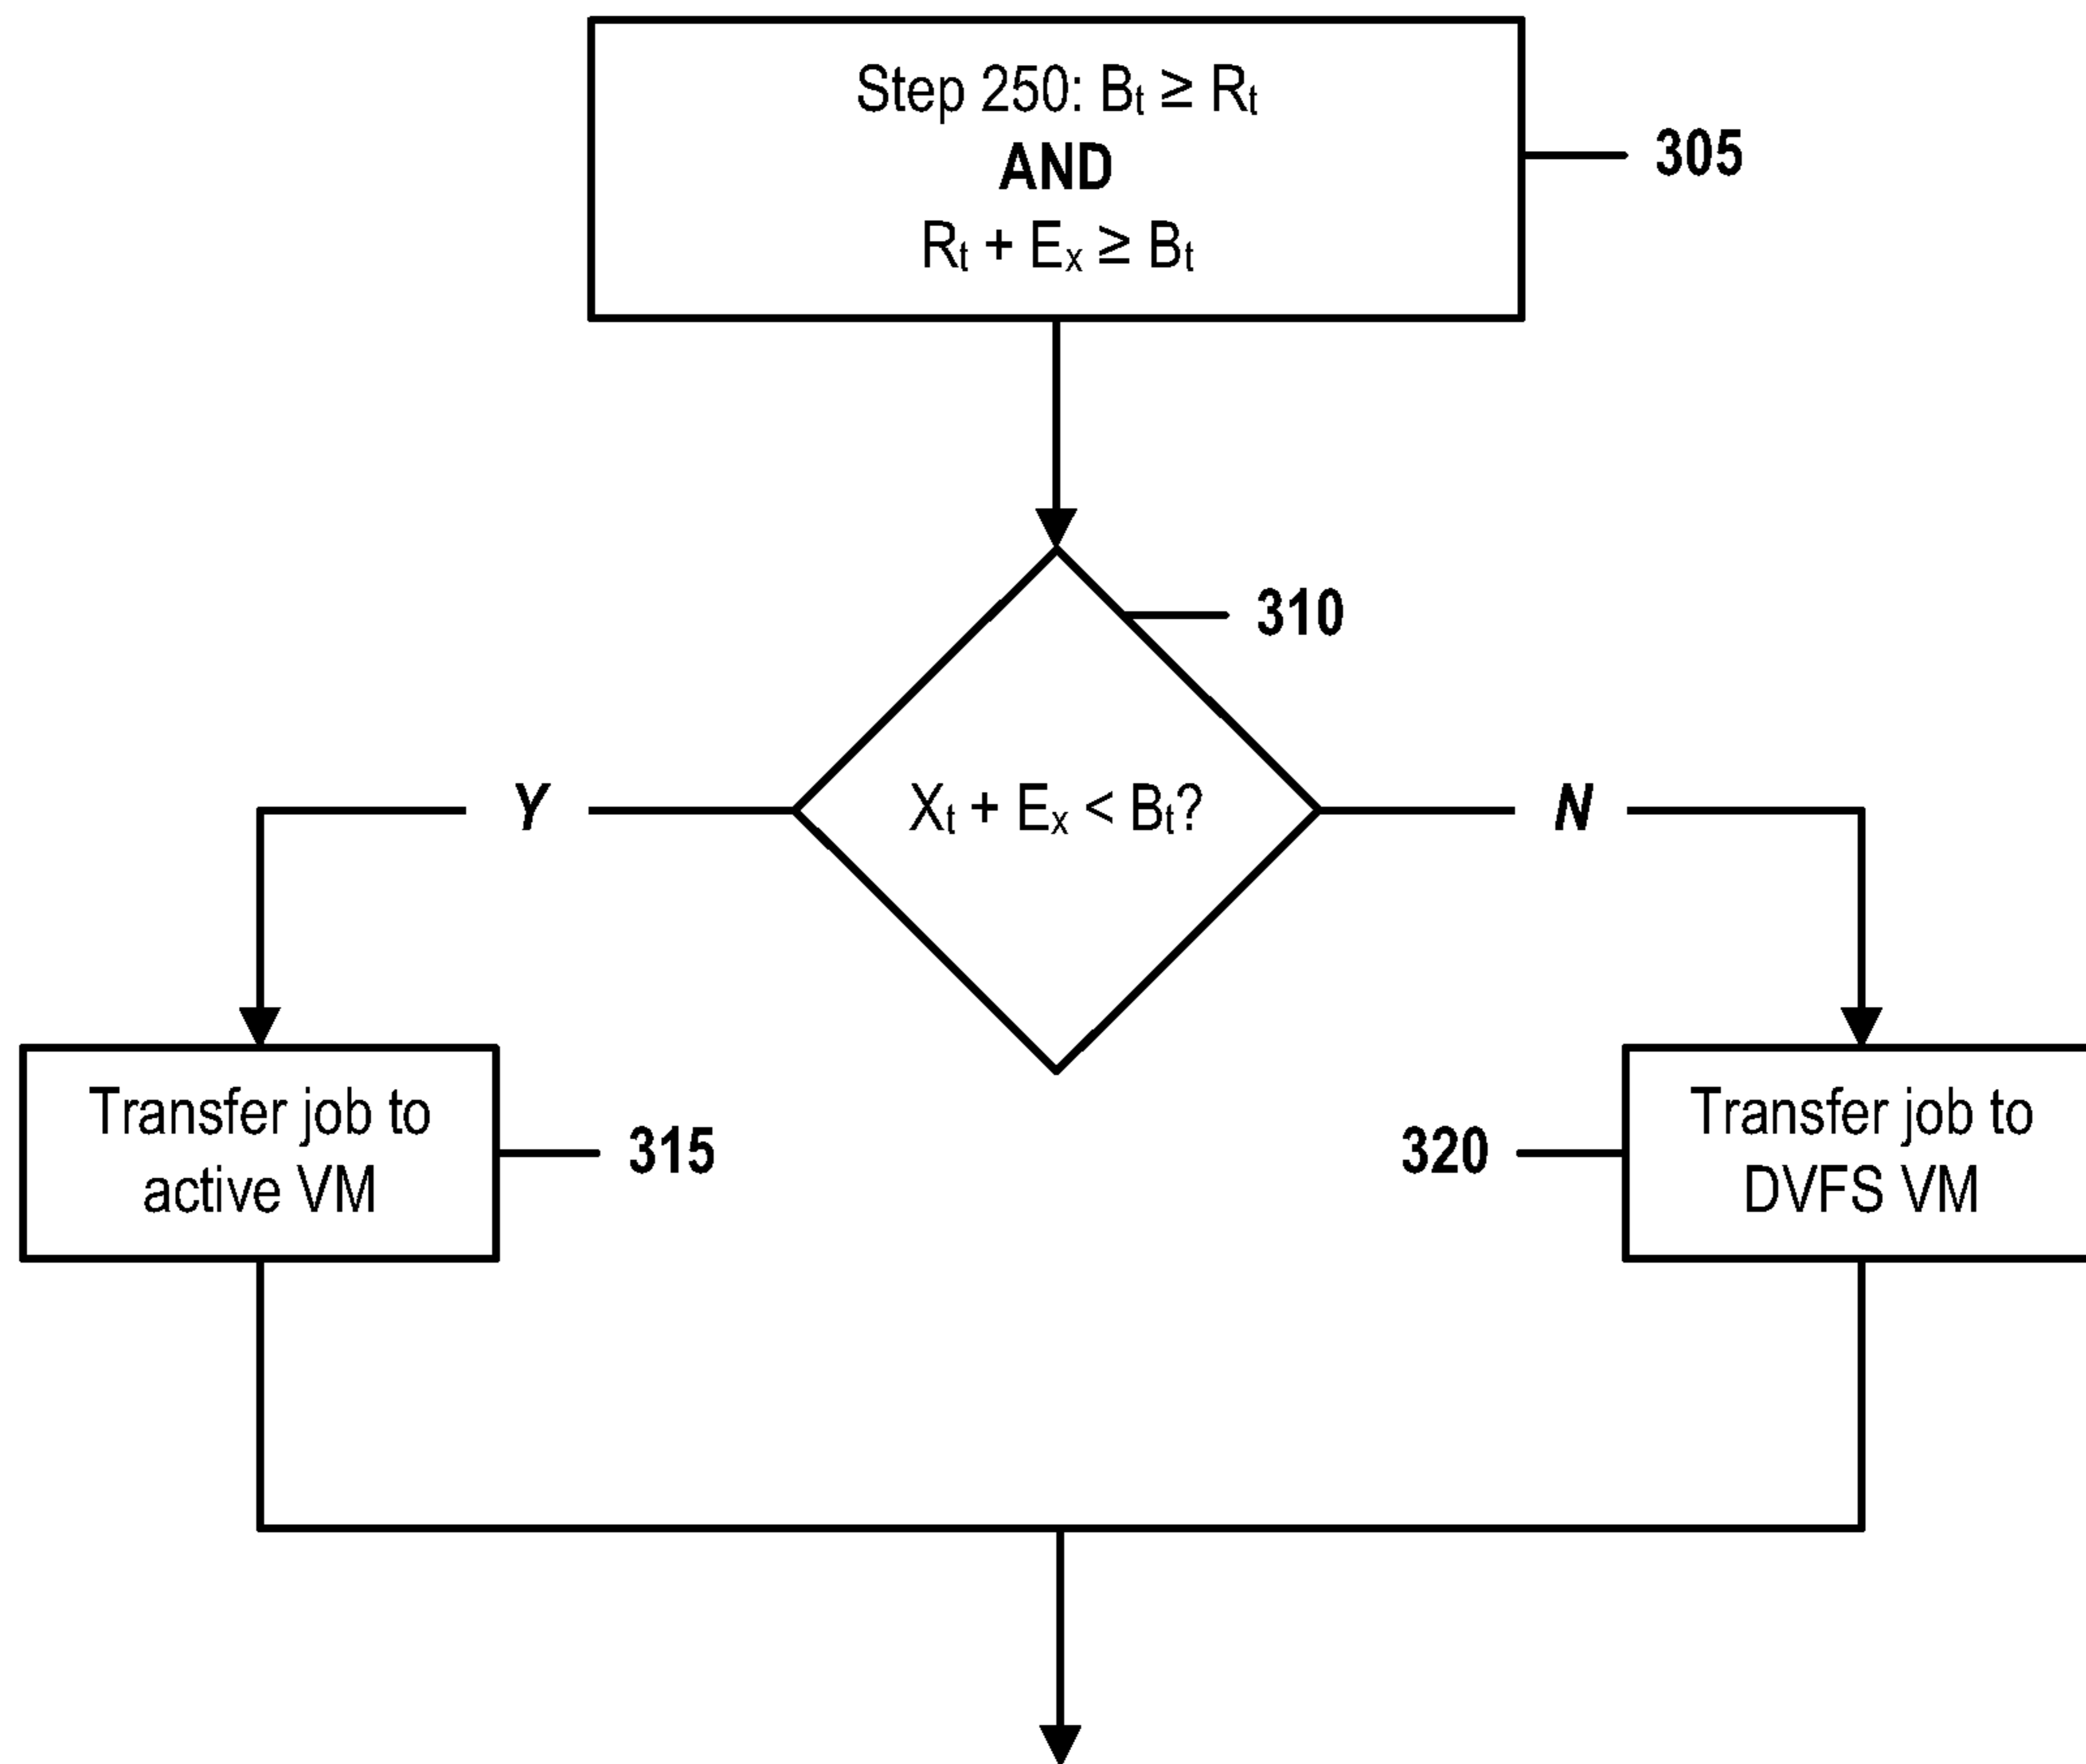 Step 250: Bₜ ≥ Rₜ
AND
Rₜ + Eₓ ≥ Bₜ
305
310
Xₜ + Eₓ < Bₜ?
Y
N
Transfer job to
active VM
315
320
Transfer job to
DVFS VM